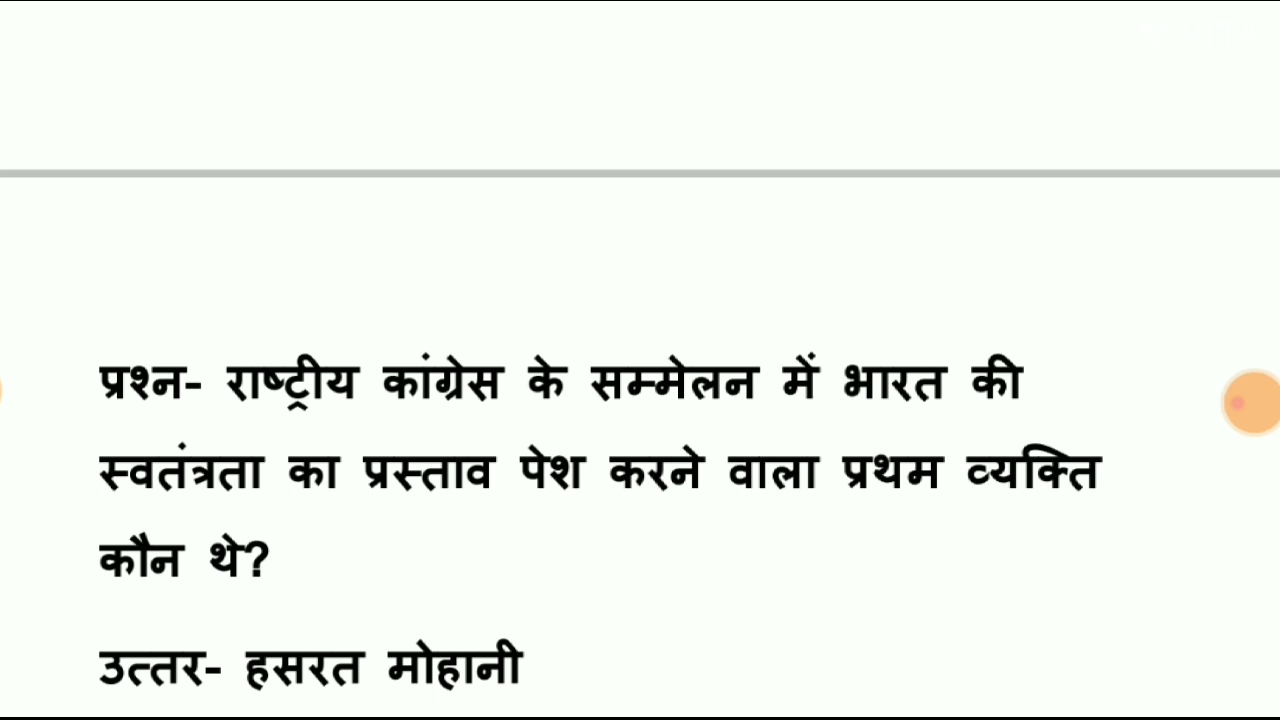 प्रश्न- राष्ट्रीय कांग्रेस के सम्मेलन में भारत की
स्वतंत्रता का प्रस्ताव पेश करने वाला प्रथम व्यक्ति
कौन थे?
उत्तर- हसरत मोहानी